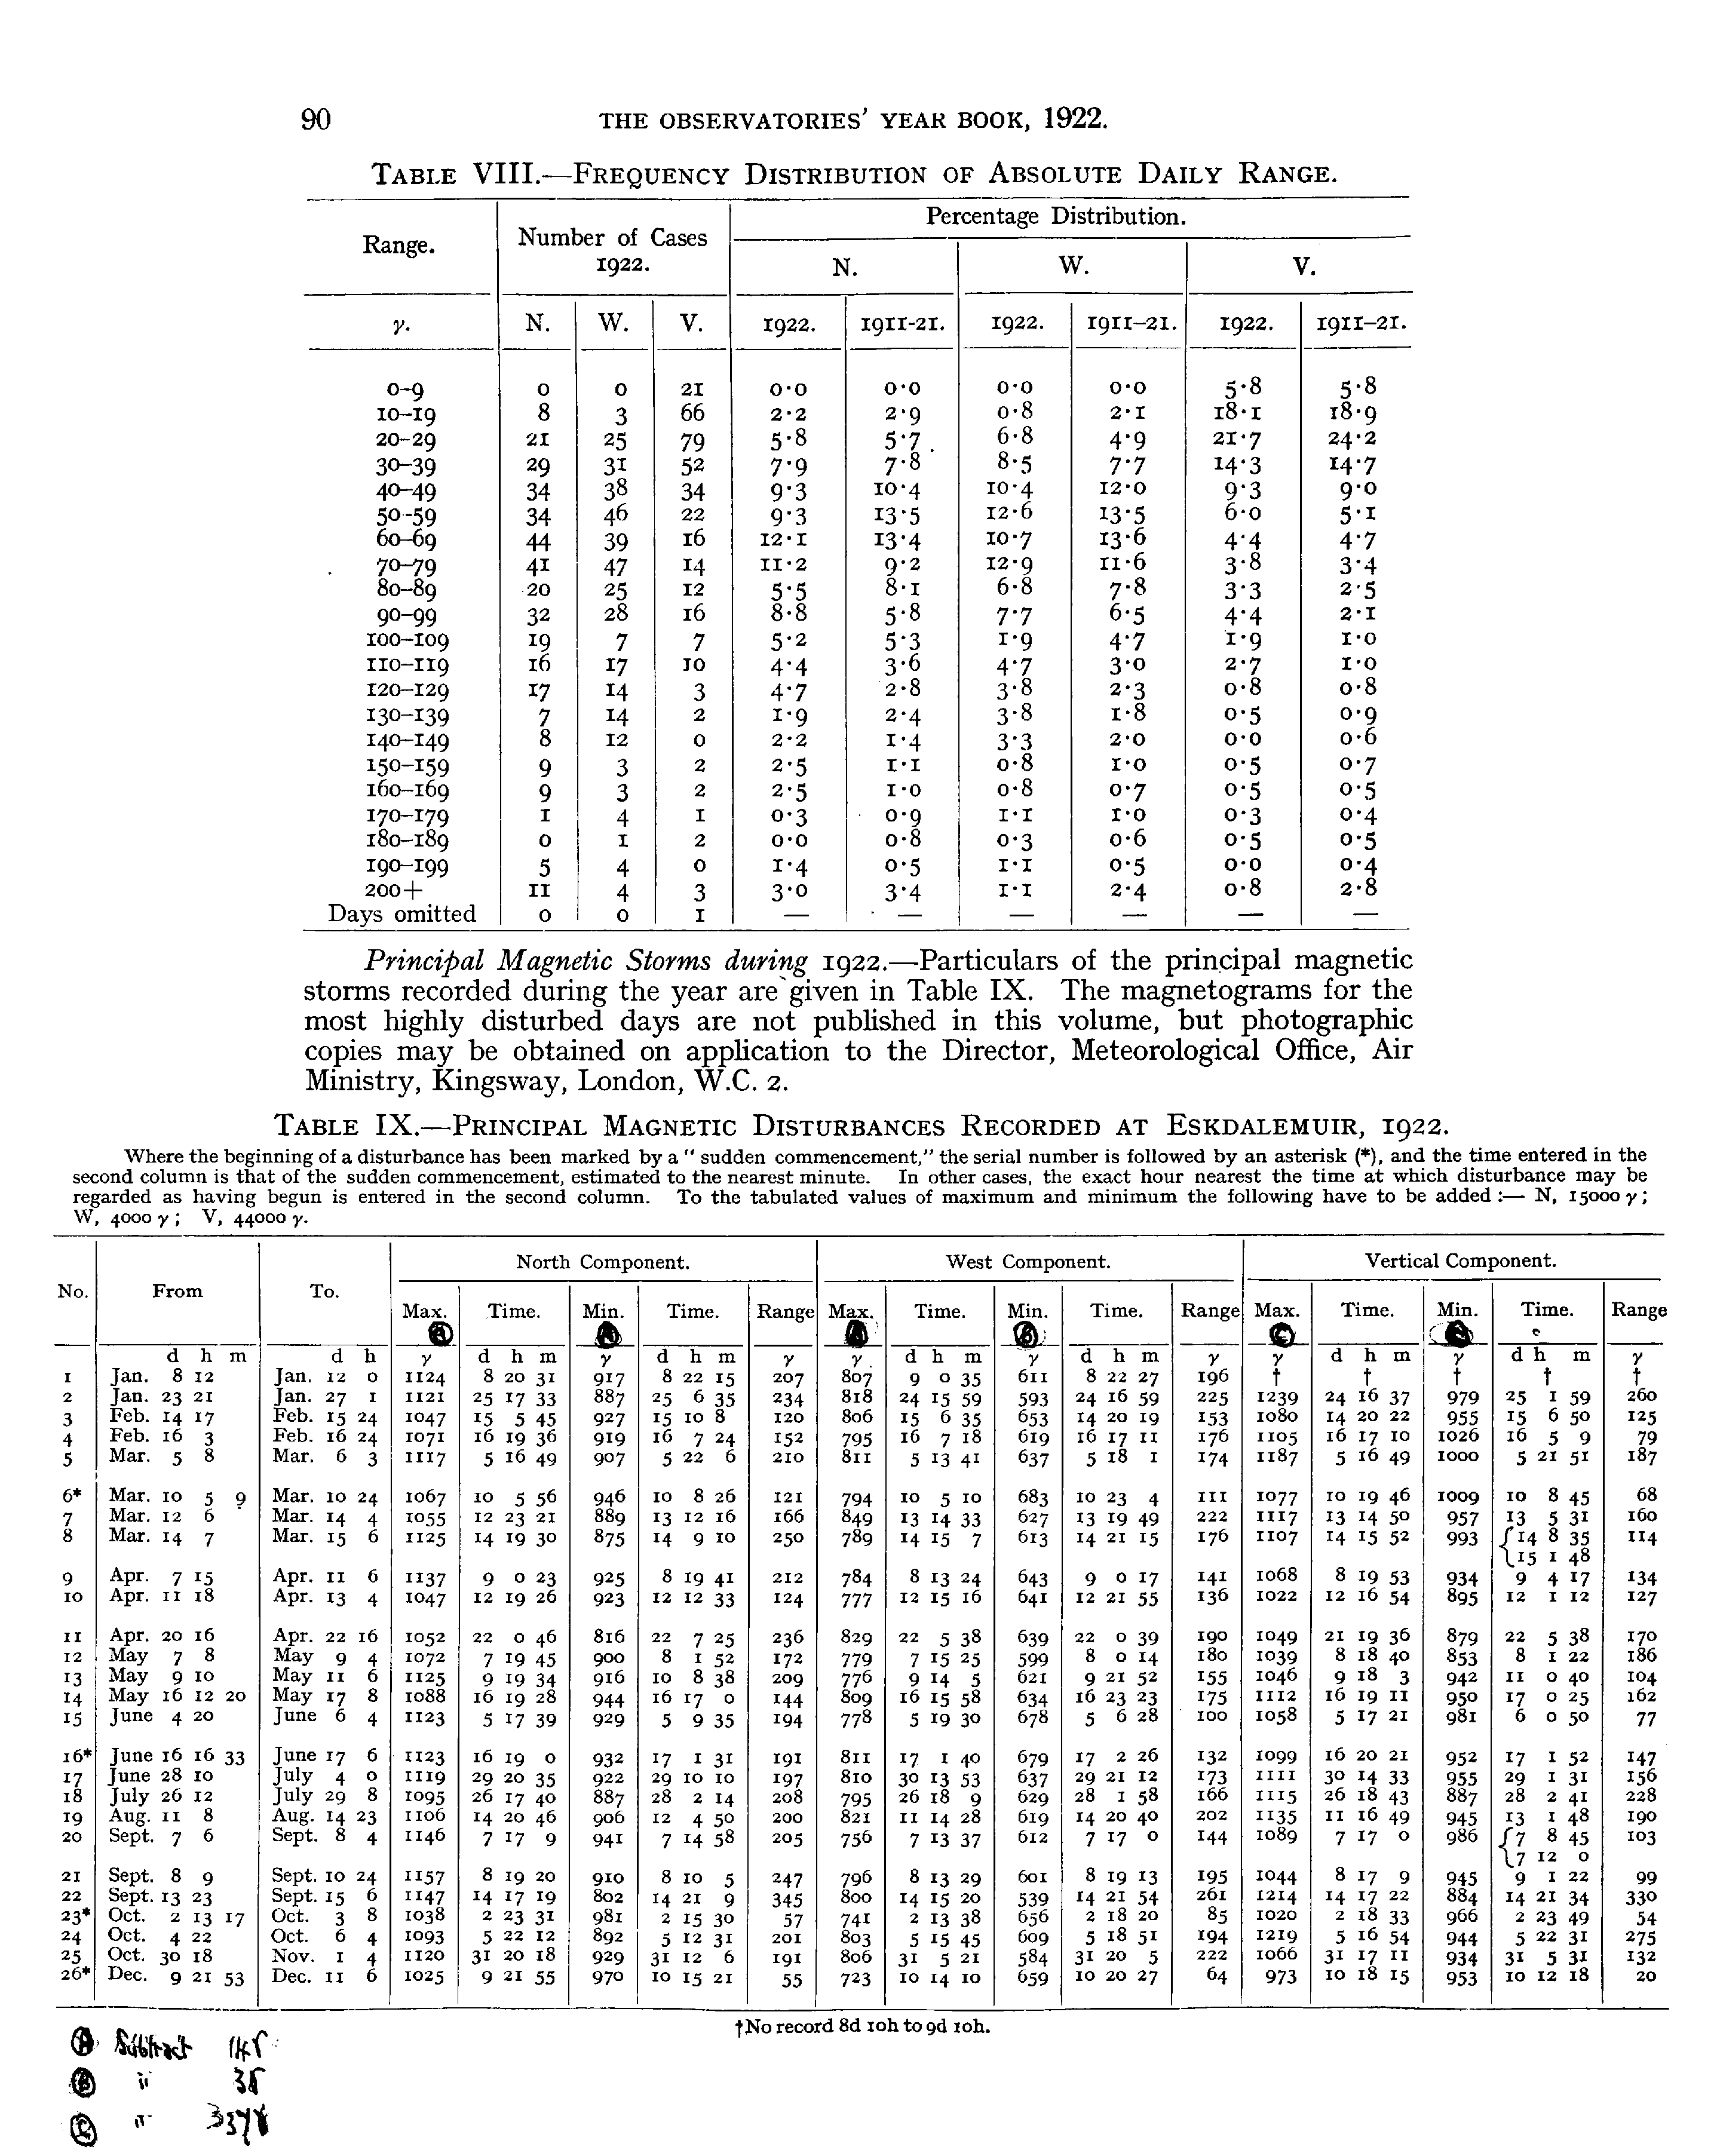 90 THE OBSERVATORIES' YEAR BOOK, 1922.
TABLE VIII.—FREQUENCY DISTRIBUTION OF ABSOLUTE DAILY RANGE.
Range. Number of Cases 1922. Percentage Distribution.
N. W. V.
γ. N. W. V. 1922. 1911-21. 1922. 1911-21. 1922. 1911-21.
0-9 0 0 21 0·0 0·0 0·0 0·0 5·8 5·8
10-19 8 3 66 2·2 2·9 0·8 2·1 18·1 18·9
20-29 21 25 79 5·8 5·7 6·8 4·9 21·7 24·2
30-39 29 31 52 7·9 7·8 8·5 7·7 14·3 14·7
40-49 34 38 34 9·3 10·4 10·4 12·0 9·3 9·0
50-59 34 46 22 9·3 13·5 12·6 13·5 6·0 5·1
60-69 44 39 16 12·1 13·4 10·7 13·6 4·4 4·7
70-79 41 47 14 11·2 9·2 12·9 11·6 3·8 3·4
80-89 20 25 12 5·5 8·1 6·8 7·8 3·3 2·5
90-99 32 28 16 8·8 5·8 7·7 6·5 4·4 2·1
100-109 19 7 7 5·2 5·3 1·9 4·7 1·9 1·0
110-119 16 17 10 4·4 3·6 4·7 3·0 2·7 1·0
120-129 17 14 3 4·7 2·8 3·8 2·3 0·8 0·8
130-139 7 14 2 1·9 2·4 3·8 1·8 0·5 0·9
140-149 8 12 0 2·2 1·4 3·3 2·0 0·0 0·6
150-159 9 3 2 2·5 1·1 0·8 1·0 0·5 0·7
160-169 9 3 2 2·5 1·0 0·8 0·7 0·5 0·5
170-179 1 4 1 0·3 0·9 1·1 1·0 0·3 0·4
180-189 0 1 2 0·0 0·8 0·3 0·6 0·5 0·5
190-199 5 4 0 1·4 0·5 1·1 0·5 0·0 0·4
200+ 11 4 3 3·0 3·4 1·1 2·4 0·8 2·8
Days omitted 0 0 1 — — — — — —
Principal Magnetic Storms during 1922.—Particulars of the principal magnetic
storms recorded during the year are given in Table IX. The magnetograms for the
most highly disturbed days are not published in this volume, but photographic
copies may be obtained on application to the Director, Meteorological Office, Air
Ministry, Kingsway, London, W.C. 2.
TABLE IX.—PRINCIPAL MAGNETIC DISTURBANCES RECORDED AT ESKDALEMUIR, 1922.
Where the beginning of a disturbance has been marked by a "sudden commencement," the serial number is followed by an asterisk (*), and the time entered in the
second column is that of the sudden commencement, estimated to the nearest minute. In other cases, the exact hour nearest the time at which disturbance may be
regarded as having begun is entered in the second column. To the tabulated values of maximum and minimum the following have to be added :— N, 15000 γ;
W, 4000 γ; V, 44000 γ.
No. From To. North Component. West Component. Vertical Component.
Max. Time. Min. Time. Range Max. Time. Min. Time. Range Max. Time. Min. Time. Range
d h m d h γ d h m γ d h m γ γ d h m γ d h m γ γ d h m γ d h m γ
1 Jan. 8 12 Jan. 12 0 1124 8 20 31 917 8 22 15 207 807 9 0 35 611 8 22 27 196 † † † † †
2 Jan. 23 21 Jan. 27 1 1121 25 17 33 887 25 6 35 234 818 24 15 59 593 24 16 59 225 1239 24 16 37 979 25 1 59 260
3 Feb. 14 17 Feb. 15 24 1047 15 5 45 927 15 10 8 120 806 15 6 35 653 14 20 19 153 1080 14 20 22 955 15 6 50 125
4 Feb. 16 3 Feb. 16 24 1071 16 19 36 919 16 7 24 152 795 16 7 18 619 16 17 11 176 1105 16 17 10 1026 16 5 9 79
5 Mar. 5 8 Mar. 6 3 1117 5 16 49 907 5 22 6 210 811 5 13 41 637 5 18 1 174 1187 5 16 49 1000 5 21 51 187
6* Mar. 10 5 9 Mar. 10 24 1067 10 5 56 946 10 8 26 121 794 10 5 10 683 10 23 4 111 1077 10 19 46 1009 10 8 45 68
7 Mar. 12 6 Mar. 14 4 1055 12 23 21 889 13 12 16 166 849 13 14 33 627 13 19 49 222 1117 13 14 50 957 13 5 31 160
8 Mar. 14 7 Mar. 15 6 1125 14 19 30 875 14 9 10 250 789 14 15 7 613 14 21 15 176 1107 14 15 52 993 {14 8 35 114
{15 1 48
9 Apr. 7 15 Apr. 11 6 1137 9 0 23 925 8 19 41 212 784 8 13 24 643 9 0 17 141 1068 8 19 53 934 9 4 17 134
10 Apr. 11 18 Apr. 13 4 1047 12 19 26 923 12 12 33 124 777 12 15 16 641 12 21 55 136 1022 12 16 54 895 12 1 12 127
11 Apr. 20 16 Apr. 22 16 1052 22 0 46 816 22 7 25 236 829 22 5 38 639 22 0 39 190 1049 21 19 36 879 22 5 38 170
12 May 7 8 May 9 4 1072 7 19 45 900 8 1 52 172 779 7 15 25 599 8 0 14 180 1039 8 18 40 853 8 1 22 186
13 May 9 10 May 11 6 1125 9 19 34 916 10 8 38 209 776 9 14 5 621 9 21 52 155 1046 9 18 3 942 11 0 40 104
14 May 16 12 20 May 17 8 1088 16 19 28 944 16 17 0 144 809 16 15 58 634 16 23 23 175 1112 16 19 11 950 17 0 25 162
15 June 4 20 June 6 4 1123 5 17 39 929 5 9 35 194 778 5 19 30 678 5 6 28 100 1058 5 17 21 981 6 0 50 77
16* June 16 16 33 June 17 6 1123 16 19 0 932 17 1 31 191 811 17 1 40 679 17 2 26 132 1099 16 20 21 952 17 1 52 147
17 June 28 10 July 4 0 1119 29 20 35 922 29 10 10 197 810 30 13 53 637 29 21 12 173 1111 30 14 33 955 29 1 31 156
18 July 26 12 July 29 8 1095 26 17 40 887 28 2 14 208 795 26 18 9 629 28 1 58 166 1115 26 18 43 887 28 2 41 228
19 Aug. 11 8 Aug. 14 23 1106 14 20 46 906 12 4 50 200 821 11 14 28 619 14 20 40 202 1135 11 16 49 945 13 1 48 190
20 Sept. 7 6 Sept. 8 4 1146 7 17 9 941 7 14 58 205 756 7 13 37 612 7 17 0 144 1089 7 17 0 986 {7 8 45 103
{7 12 0
21 Sept. 8 9 Sept. 10 24 1157 8 19 20 910 8 10 5 247 796 8 13 29 601 8 19 13 195 1044 8 17 9 945 9 1 22 99
22 Sept. 13 23 Sept. 15 6 1147 14 17 19 802 14 21 9 345 800 14 15 20 539 14 21 54 261 1214 14 17 22 884 14 21 34 330
23* Oct. 2 13 17 Oct. 3 8 1038 2 23 31 981 2 15 30 57 741 2 13 38 656 2 18 20 85 1020 2 18 33 966 2 23 49 54
24 Oct. 4 22 Oct. 6 4 1093 5 22 12 892 5 12 31 201 803 5 15 45 609 5 18 51 194 1219 5 16 54 944 5 22 31 275
25 Oct. 30 18 Nov. 1 4 1120 31 20 18 929 31 12 6 191 806 31 5 21 584 31 20 5 222 1066 31 17 11 934 31 5 31 132
26* Dec. 9 21 53 Dec. 11 6 1025 9 21 55 970 10 15 21 55 723 10 14 10 659 10 20 27 64 973 10 18 15 953 10 12 18 20
†No record 8d 10h to 9d 10h.
A Subtract
B "
C "